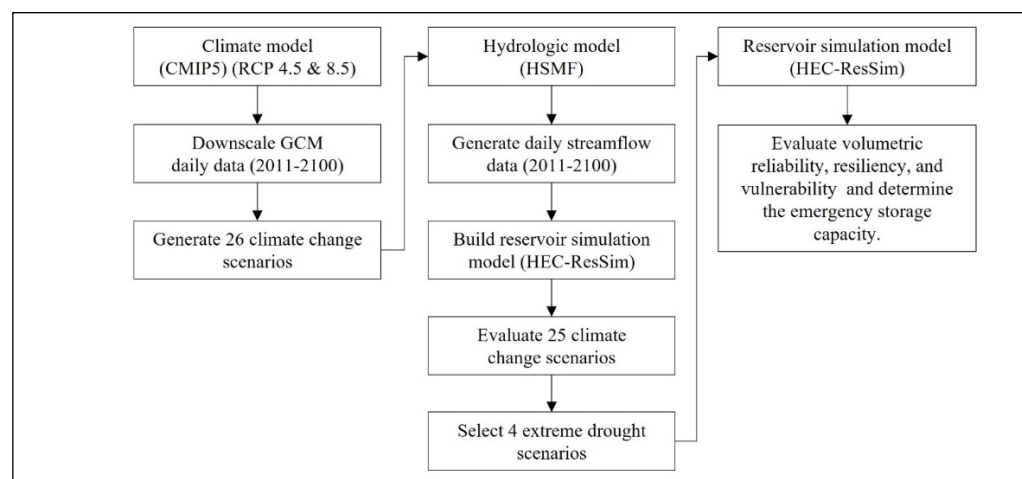 Climate model
(CMIP5) (RCP 4.5 & 8.5)
Downscale GCM
daily data (2011-2100)
Generate 26 climate change
scenarios
Hydrologic model
(HSMF)
Generate daily streamflow
data (2011-2100)
Build reservoir simulation
model (HEC-ResSim)
Evaluate 25 climate
change scenarios
Select 4 extreme drought
scenarios
Reservoir simulation model
(HEC-ResSim)
Evaluate volumetric
reliability, resiliency, and
vulnerability and determine
the emergency storage
capacity.